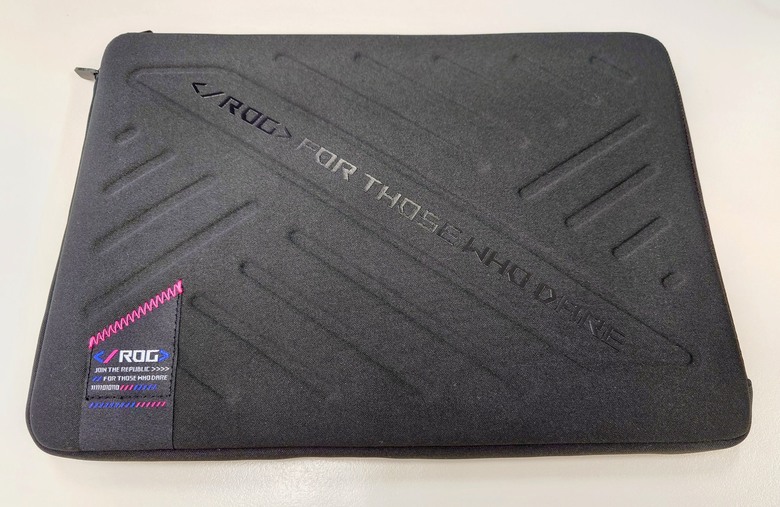 </ROG> FOR THOSE WHO DARE
</ROG>
JOIN THE REPUBLIC >>>>
// FOR THOSE WHO DARE